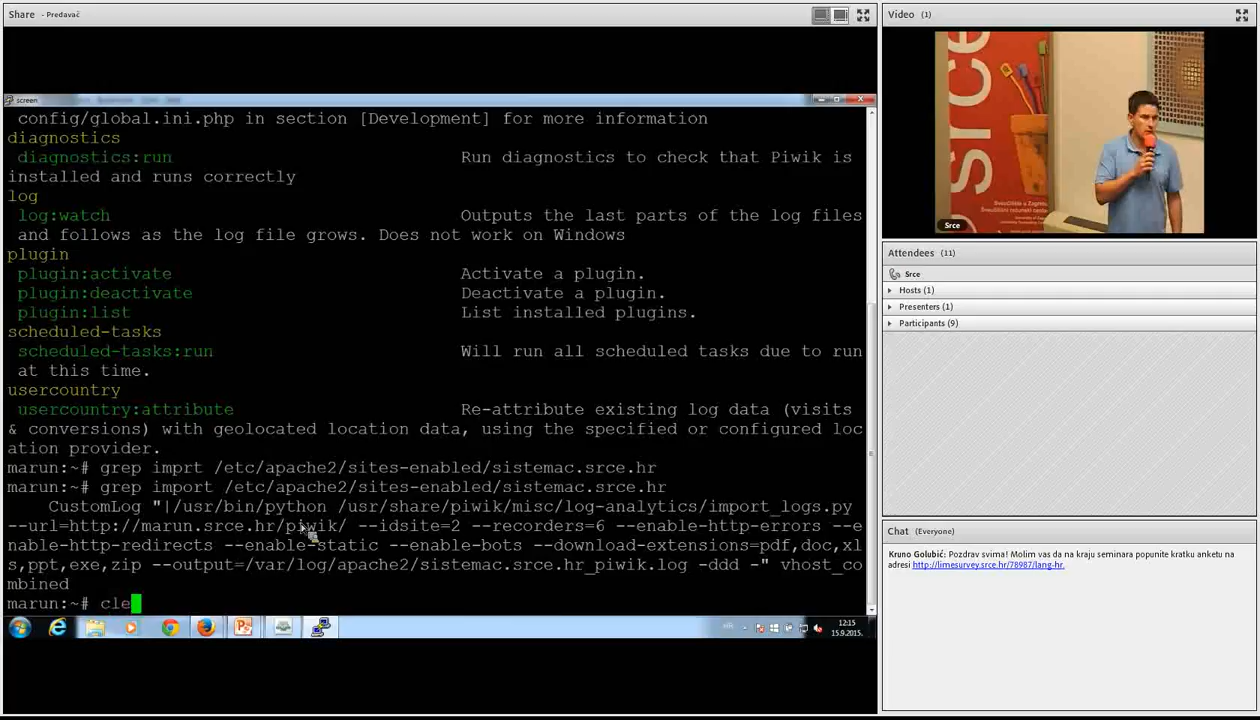 Share - Predavač
screen
config/global.ini.php in section [Development] for more information
diagnostics
diagnostics:run Run diagnostics to check that Piwik is
installed and runs correctly
log
log:watch Outputs the last parts of the log files
and follows as the log file grows. Does not work on Windows
plugin
plugin:activate Activate a plugin.
plugin:deactivate Deactivate a plugin.
plugin:list List installed plugins.
scheduled-tasks
scheduled-tasks:run Will run all scheduled tasks due to run
at this time.
usercountry
usercountry:attribute Re-attribute existing log data (visits
& conversions) with geolocated location data, using the specified or configured loc
ation provider.
marun:~# grep imprt /etc/apache2/sites-enabled/sistemac.srce.hr
marun:~# grep import /etc/apache2/sites-enabled/sistemac.srce.hr
CustomLog "|/usr/bin/python /usr/share/piwik/misc/log-analytics/import_logs.py
--url=http://marun.srce.hr/piwik/ --idsite=2 --recorders=6 --enable-http-errors --e
nable-http-redirects --enable-static --enable-bots --download-extensions=pdf,doc,xl
s,ppt,exe,zip --output=/var/log/apache2/sistemac.srce.hr_piwik.log -ddd -" vhost_co
mbined
marun:~# cle
HR
12:15
15.9.2015.
Video (1)
srce
Srce
Attendees (11)
Srce
Hosts (1)
Presenters (1)
Participants (9)
Chat (Everyone)
Kruno Golubić: Pozdrav svima! Molim vas da na kraju seminara popunite kratku anketu na
adresi http://limesurvey.srce.hr/78987/lang-hr.